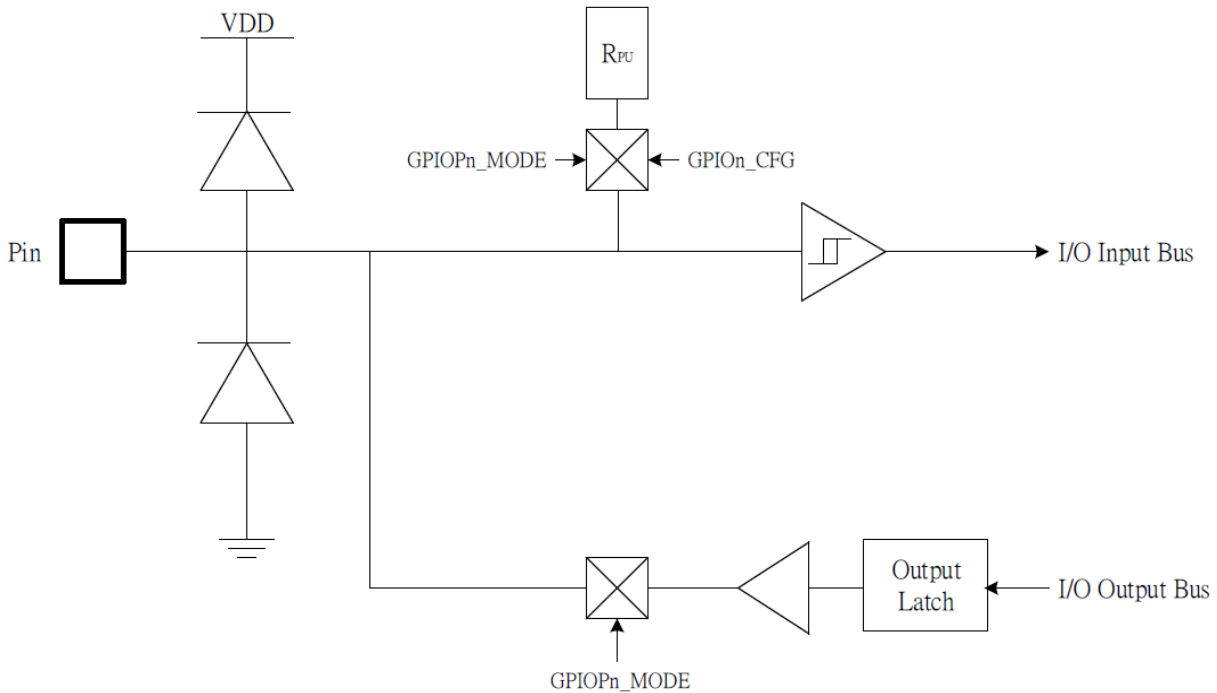 VDD
RPU
GPIOPn_MODE
GPIOn_CFG
Pin
I/O Input Bus
Output
Latch
I/O Output Bus
GPIOPn_MODE